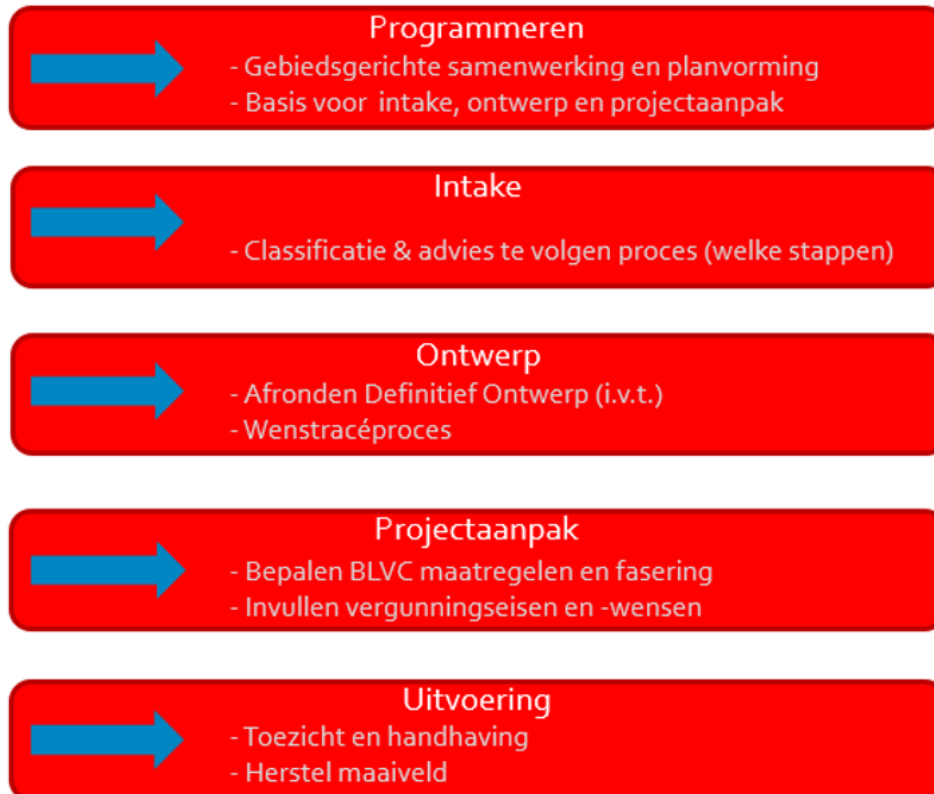 Programmeren
- Gebiedsgerichte samenwerking en planvorming
- Basis voor intake, ontwerp en projectaanpak
Intake
- Classificatie & advies te volgen proces (welke stappen)
Ontwerp
- Afronden Definitief Ontwerp (i.v.t.)
- Wenstracéproces
Projectaanpak
- Bepalen BLVC maatregelen en fasering
- Invullen vergunningseisen en -wensen
Uitvoering
- Toezicht en handhaving
- Herstel maaiveld